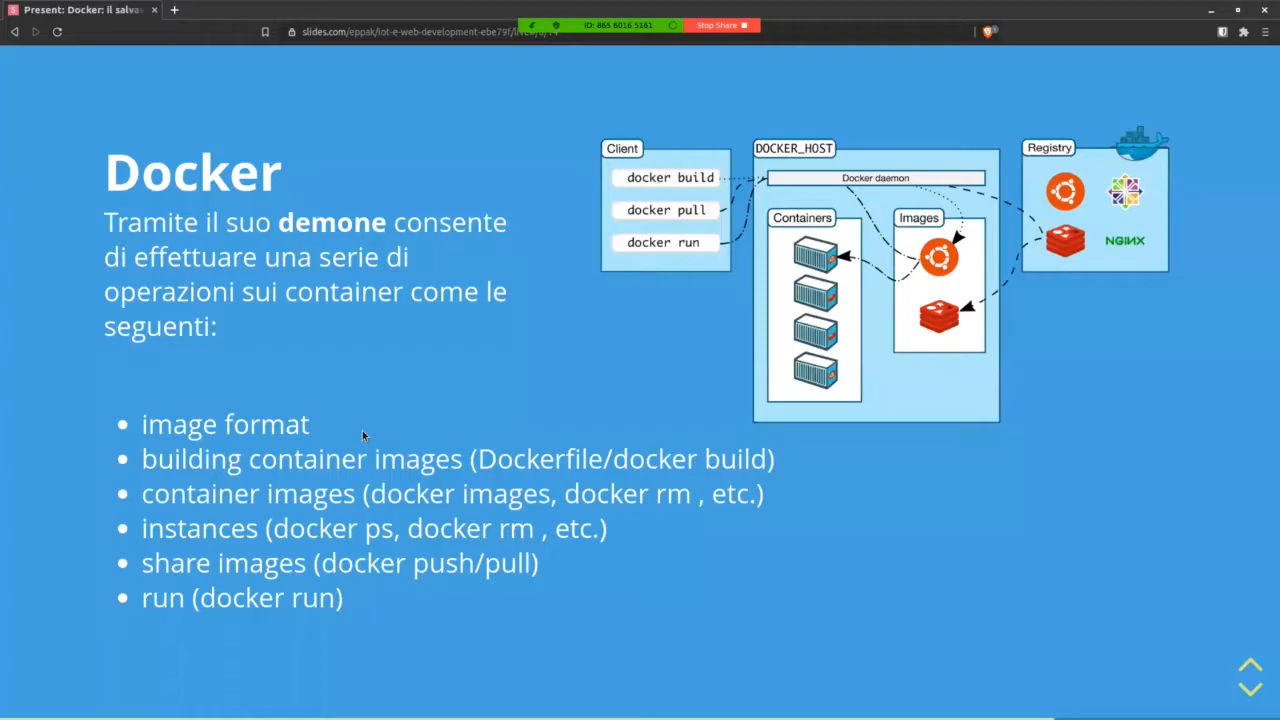 Present: Docker: il salva
ID: 865 6016 5161
Stop Share
slides.com/eppak/iot-e-web-development-ebe79f/
Docker
Tramite il suo demone consente
di effettuare una serie di
operazioni sui container come le
seguenti:
image format
building container images (Dockerfile/docker build)
container images (docker images, docker rm , etc.)
instances (docker ps, docker rm , etc.)
share images (docker push/pull)
run (docker run)
Client
docker build
docker pull
docker run
DOCKER_HOST
Docker daemon
Containers
Images
Registry
NGINX